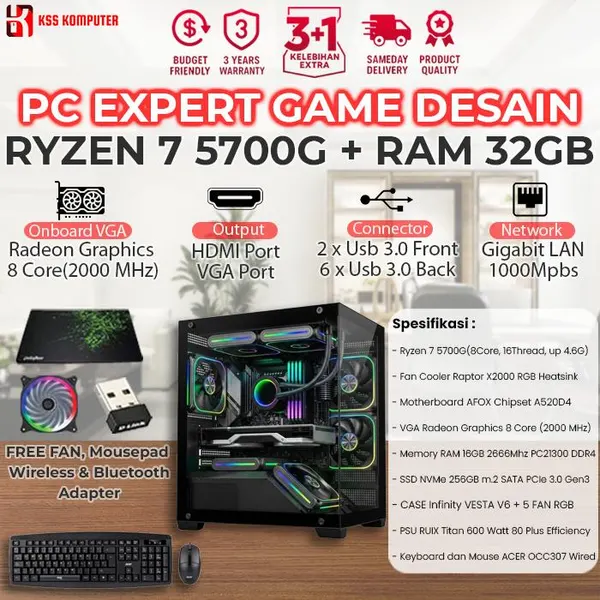 KSS KOMPUTER
BUDGET
FRIENDLY
3
3 YEARS
WARRANTY
3+1
KELEBIHAN
EXTRA
SAMEDAY
DELIVERY
PRODUCT
QUALITY
PC EXPERT GAME DESAIN
RYZEN 7 5700G + RAM 32GB
Onboard VGA
Radeon Graphics
8 Core(2000 MHz)
Output
HDMI Port
VGA Port
Connector
2 x Usb 3.0 Front
6 x Usb 3.0 Back
Network
Gigabit LAN
1000Mpbs
D-Link
FREE FAN, Mousepad
Wireless & Bluetooth
Adapter
Spesifikasi :
- Ryzen 7 5700G(8Core, 16Thread, up 4.6G)
- Fan Cooler Raptor X2000 RGB Heatsink
- Motherboard AFOX Chipset A520D4
- VGA Radeon Graphics 8 Core (2000 MHz)
- Memory RAM 16GB 2666Mhz PC21300 DDR4
- SSD NVMe 256GB m.2 SATA PCIe 3.0 Gen3
- CASE Infinity VESTA V6 + 5 FAN RGB
- PSU RUIX Titan 600 Watt 80 Plus Efficiency
- Keyboard dan Mouse ACER OCC307 Wired